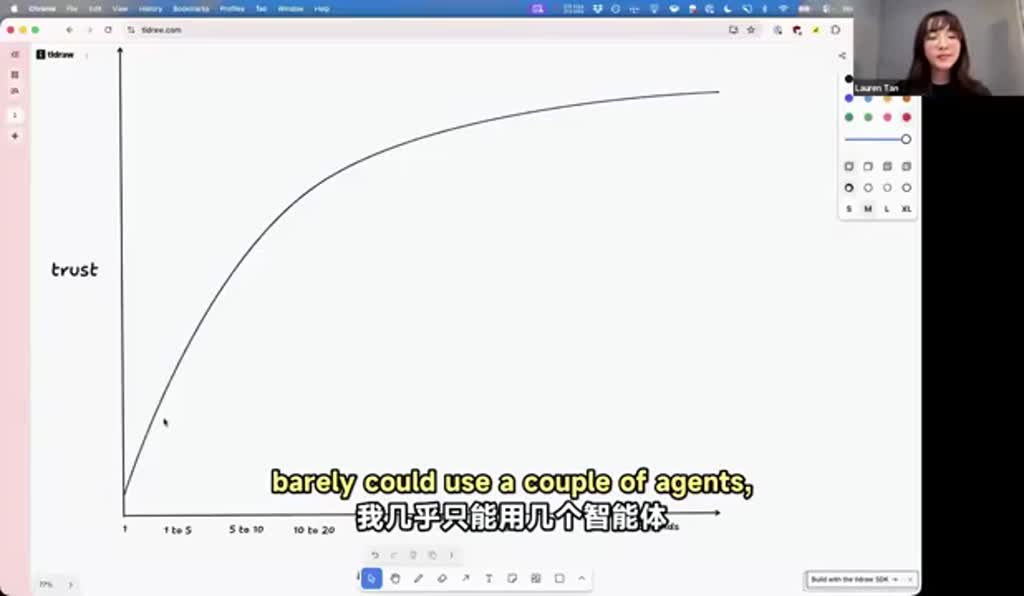 Chrome File Edit View History Bookmarks Profiles Tab Window Help
tldraw.com
tldraw
Lauren Tan
S M L XL
trust
barely could use a couple of agents,
我几乎只能用几个智能体
1 1 to 5 5 to 10 10 to 20
77%
Build with the tldraw SDK